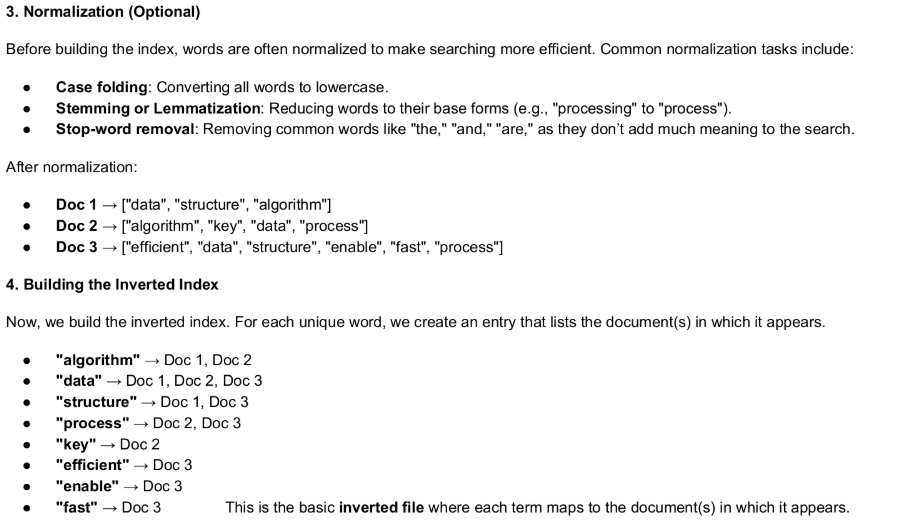 3. Normalization (Optional)
Before building the index, words are often normalized to make searching more efficient. Common normalization tasks include:
● Case folding: Converting all words to lowercase.
● Stemming or Lemmatization: Reducing words to their base forms (e.g., "processing" to "process").
● Stop-word removal: Removing common words like "the," "and," "are," as they don’t add much meaning to the search.
After normalization:
● Doc 1 → ["data", "structure", "algorithm"]
● Doc 2 → ["algorithm", "key", "data", "process"]
● Doc 3 → ["efficient", "data", "structure", "enable", "fast", "process"]
4. Building the Inverted Index
Now, we build the inverted index. For each unique word, we create an entry that lists the document(s) in which it appears.
● "algorithm" → Doc 1, Doc 2
● "data" → Doc 1, Doc 2, Doc 3
● "structure" → Doc 1, Doc 3
● "process" → Doc 2, Doc 3
● "key" → Doc 2
● "efficient" → Doc 3
● "enable" → Doc 3
● "fast" → Doc 3 This is the basic inverted file where each term maps to the document(s) in which it appears.